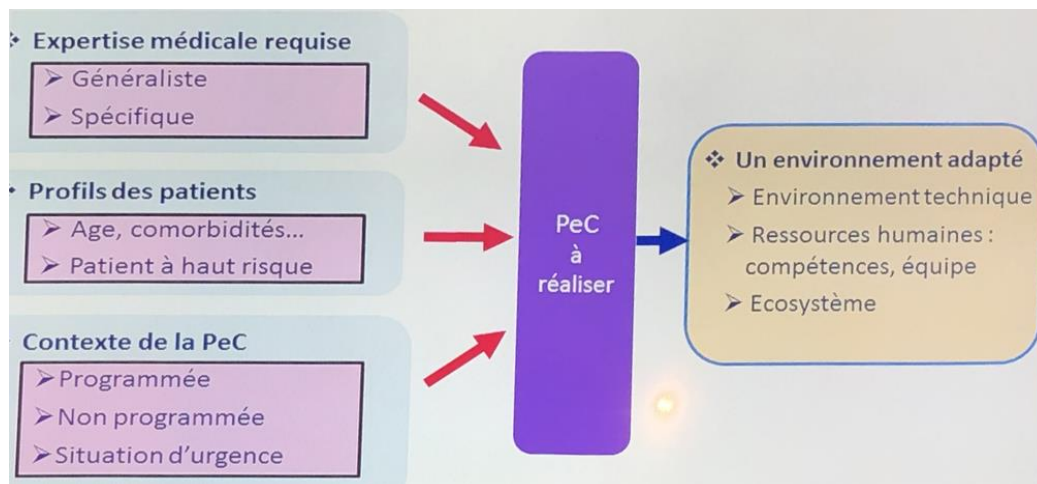 ❖ Expertise médicale requise
➢ Généraliste
➢ Spécifique
❖ Profils des patients
➢ Age, comorbidités...
➢ Patient à haut risque
Contexte de la PeC
➢ Programmée
➢ Non programmée
➢ Situation d'urgence
PeC
à
réaliser
❖ Un environnement adapté
➢ Environnement technique
➢ Ressources humaines :
compétences, équipe
➢ Ecosystème